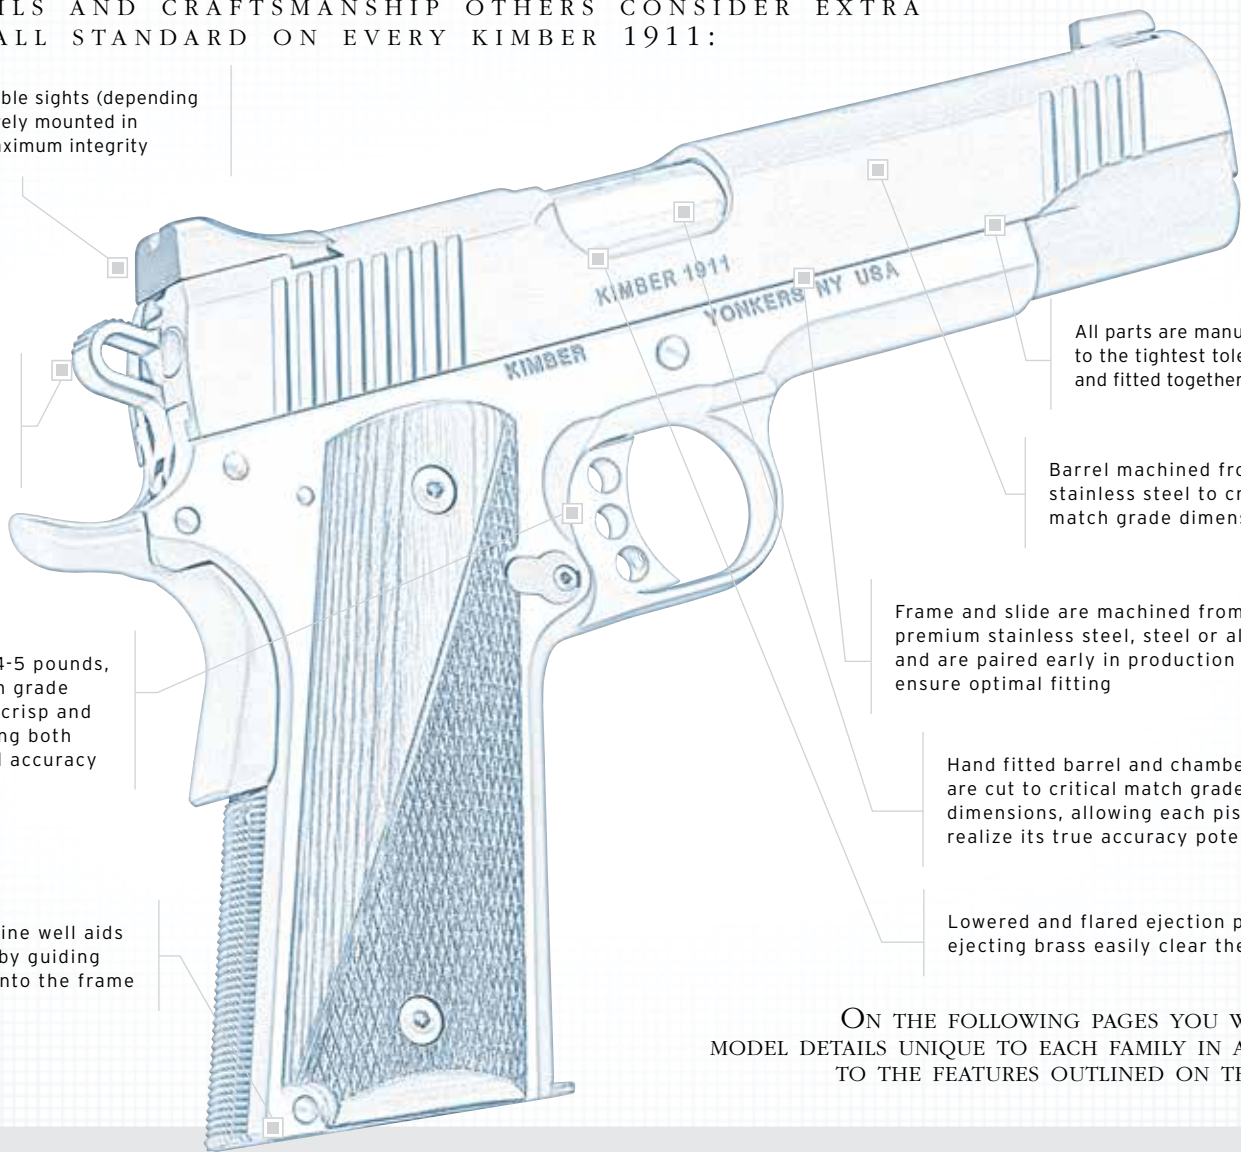 ILS AND CRAFTSMANSHIP OTHERS CONSIDER EXTRA
ALL STANDARD ON EVERY KIMBER 1911:
ble sights (depending
ely mounted in
aximum integrity
KIMBER 1911
YONKERS NY USA
KIMBER
All parts are manu
to the tightest tole
and fitted together
Barrel machined fro
stainless steel to cr
match grade dimens
4-5 pounds,
h grade
crisp and
ng both
l accuracy
Frame and slide are machined from
premium stainless steel, steel or al
and are paired early in production
ensure optimal fitting
Hand fitted barrel and chambe
are cut to critical match grade
dimensions, allowing each pis
realize its true accuracy pote
ine well aids
by guiding
nto the frame
Lowered and flared ejection p
ejecting brass easily clear the
ON THE FOLLOWING PAGES YOU W
MODEL DETAILS UNIQUE TO EACH FAMILY IN A
TO THE FEATURES OUTLINED ON TH